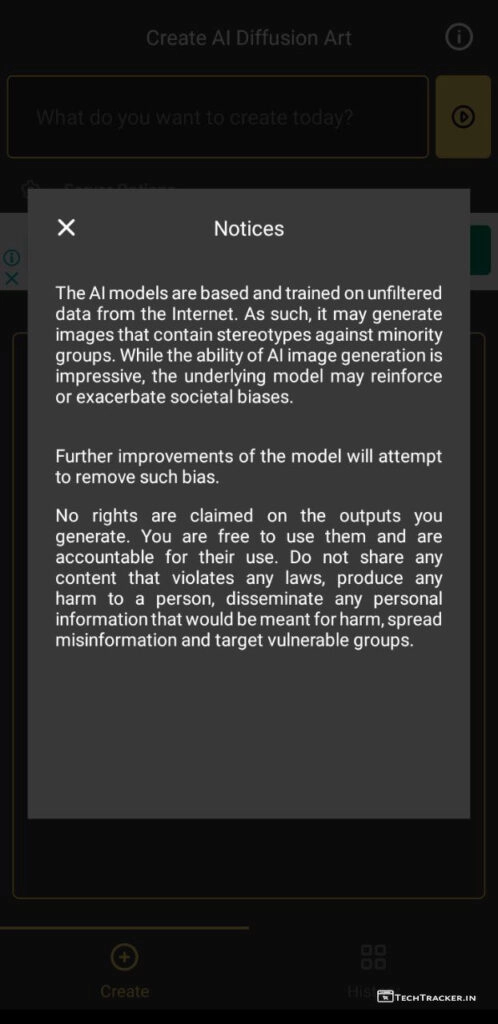 Create AI Diffusion Art
What do you want to create today?
Server Options
Notices
The AI models are based and trained on unfiltered
data from the Internet. As such, it may generate
images that contain stereotypes against minority
groups. While the ability of AI image generation is
impressive, the underlying model may reinforce
or exacerbate societal biases.
Further improvements of the model will attempt
to remove such bias.
No rights are claimed on the outputs you
generate. You are free to use them and are
accountable for their use. Do not share any
content that violates any laws, produce any
harm to a person, disseminate any personal
information that would be meant for harm, spread
misinformation and target vulnerable groups.
Create
TECHTRACKER.IN